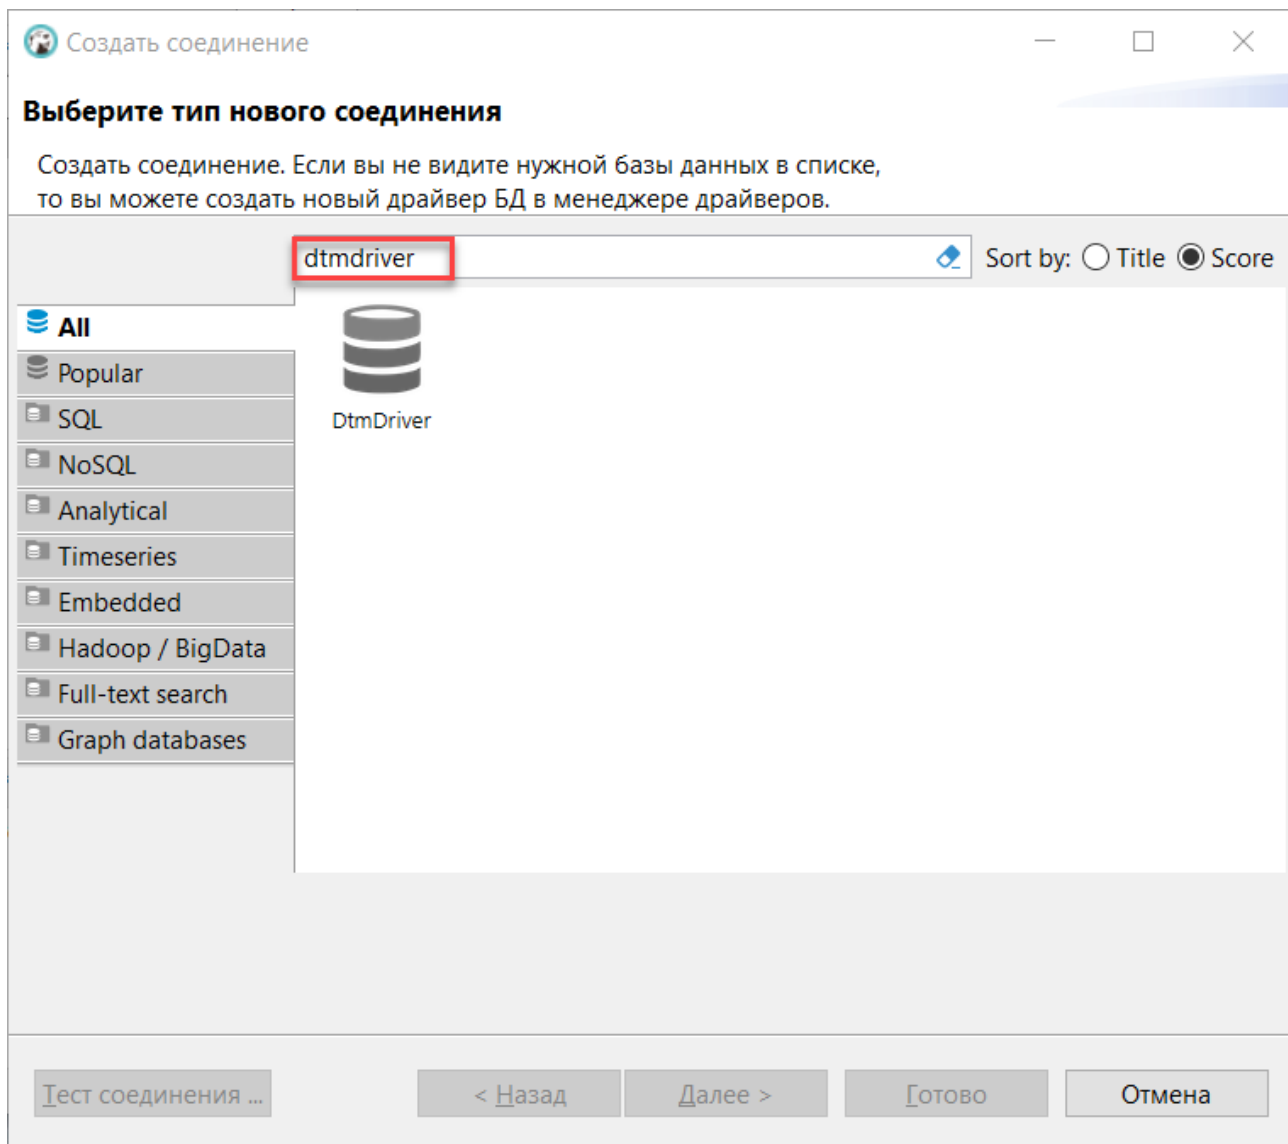 Создать соединение
Выберите тип нового соединения
Создать соединение. Если вы не видите нужной базы данных в списке,
то вы можете создать новый драйвер БД в менеджере драйверов.
dtmdriver
Sort by: Title Score
All
Popular
SQL
NoSQL
Analytical
Timeseries
Embedded
Hadoop / BigData
Full-text search
Graph databases
DtmDriver
Тест соединения ...
< Назад
Далее >
Готово
Отмена